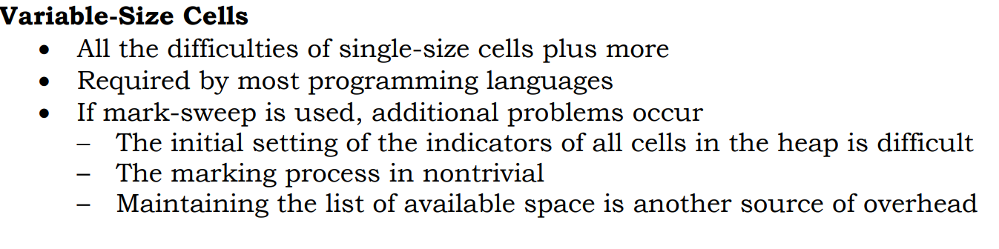 Variable-Size Cells
• All the difficulties of single-size cells plus more
• Required by most programming languages
• If mark-sweep is used, additional problems occur
– The initial setting of the indicators of all cells in the heap is difficult
– The marking process in nontrivial
– Maintaining the list of available space is another source of overhead